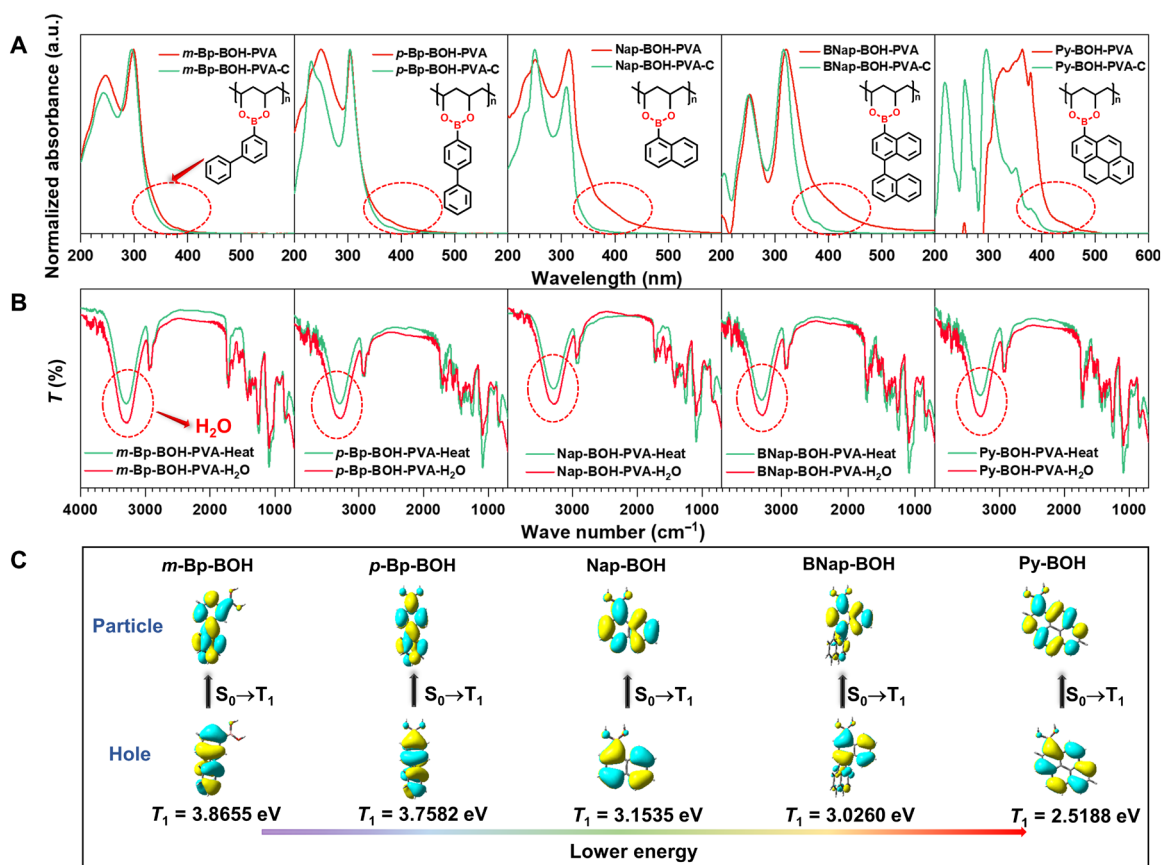 A
Normalized absorbance (a.u.)
m-Bp-BOH-PVA
m-Bp-BOH-PVA-C
p-Bp-BOH-PVA
p-Bp-BOH-PVA-C
Nap-BOH-PVA
Nap-BOH-PVA-C
BNap-BOH-PVA
BNap-BOH-PVA-C
Py-BOH-PVA
Py-BOH-PVA-C
n
O O
B
n
O O
B
n
O O
B
n
O O
B
n
O O
B
200 300 400 500 200 300 400 500 200 300 400 500 200 300 400 500 200 300 400 500 600
Wavelength (nm)
B
T (%)
H₂O
m-Bp-BOH-PVA-Heat
m-Bp-BOH-PVA-H₂O
p-Bp-BOH-PVA-Heat
p-Bp-BOH-PVA-H₂O
Nap-BOH-PVA-Heat
Nap-BOH-PVA-H₂O
BNap-BOH-PVA-Heat
BNap-BOH-PVA-H₂O
Py-BOH-PVA-Heat
Py-BOH-PVA-H₂O
4000 3000 2000 1000 3000 2000 1000 3000 2000 1000 3000 2000 1000 3000 2000 1000
Wave number (cm⁻¹)
C
m-Bp-BOH p-Bp-BOH Nap-BOH BNap-BOH Py-BOH
Particle
S₀→T₁ S₀→T₁ S₀→T₁ S₀→T₁ S₀→T₁
Hole
T₁ = 3.8655 eV T₁ = 3.7582 eV T₁ = 3.1535 eV T₁ = 3.0260 eV T₁ = 2.5188 eV
Lower energy